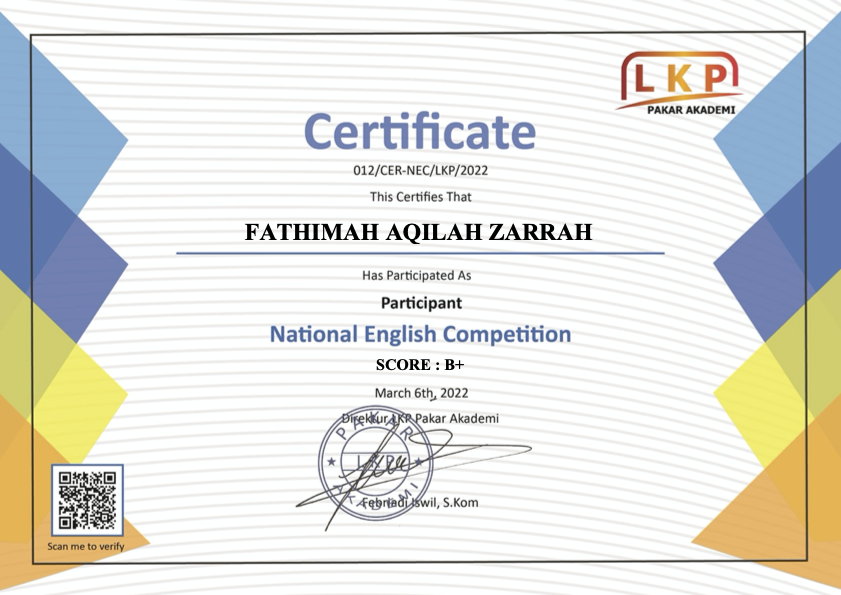 LKP
PAKAR AKADEMI
Certificate
012/CER-NEC/LKP/2022
This Certifies That
FATHIMAH AQILAH ZARRAH
Has Participated As
Participant
National English Competition
SCORE : B+
March 6th, 2022
Direktur LKP Pakar Akademi
PAKAR
LKP
AKADEMI
Febriadi Iswil, S.Kom
Scan me to verify